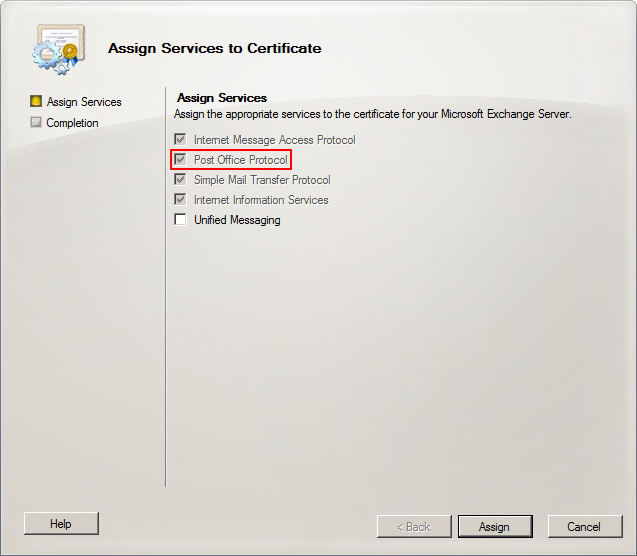 Assign Services to Certificate
Assign Services
Completion
Assign Services
Assign the appropriate services to the certificate for your Microsoft Exchange Server.
Internet Message Access Protocol
Post Office Protocol
Simple Mail Transfer Protocol
Internet Information Services
Unified Messaging
Help
< Back
Assign
Cancel